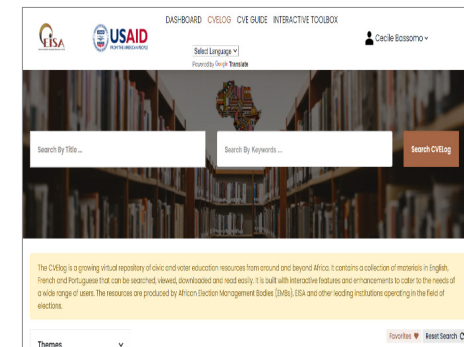 DASHBOARD CVELOG CVE GUIDE INTERACTIVE TOOLBOX
EISA
USAID
FROM THE AMERICAN PEOPLE
Cecile Bassomo
Select Language
Powered by Google Translate
Search By Title ...
Search By Keywords ...
Search CVELog
The CVElog is a growing virtual repository of civic and voter education resources from around and beyond Africa. It contains a collection of materials in English,
French and Portuguese that can be searched, viewed, downloaded and read easily. It is built with interactive features and enhancements to cater to the needs of
a wide range of users. The resources are produced by African Election Management Bodies (EMBs), EISA and other leading institutions operating in the field of
elections.
Favorites Reset Search
Themes